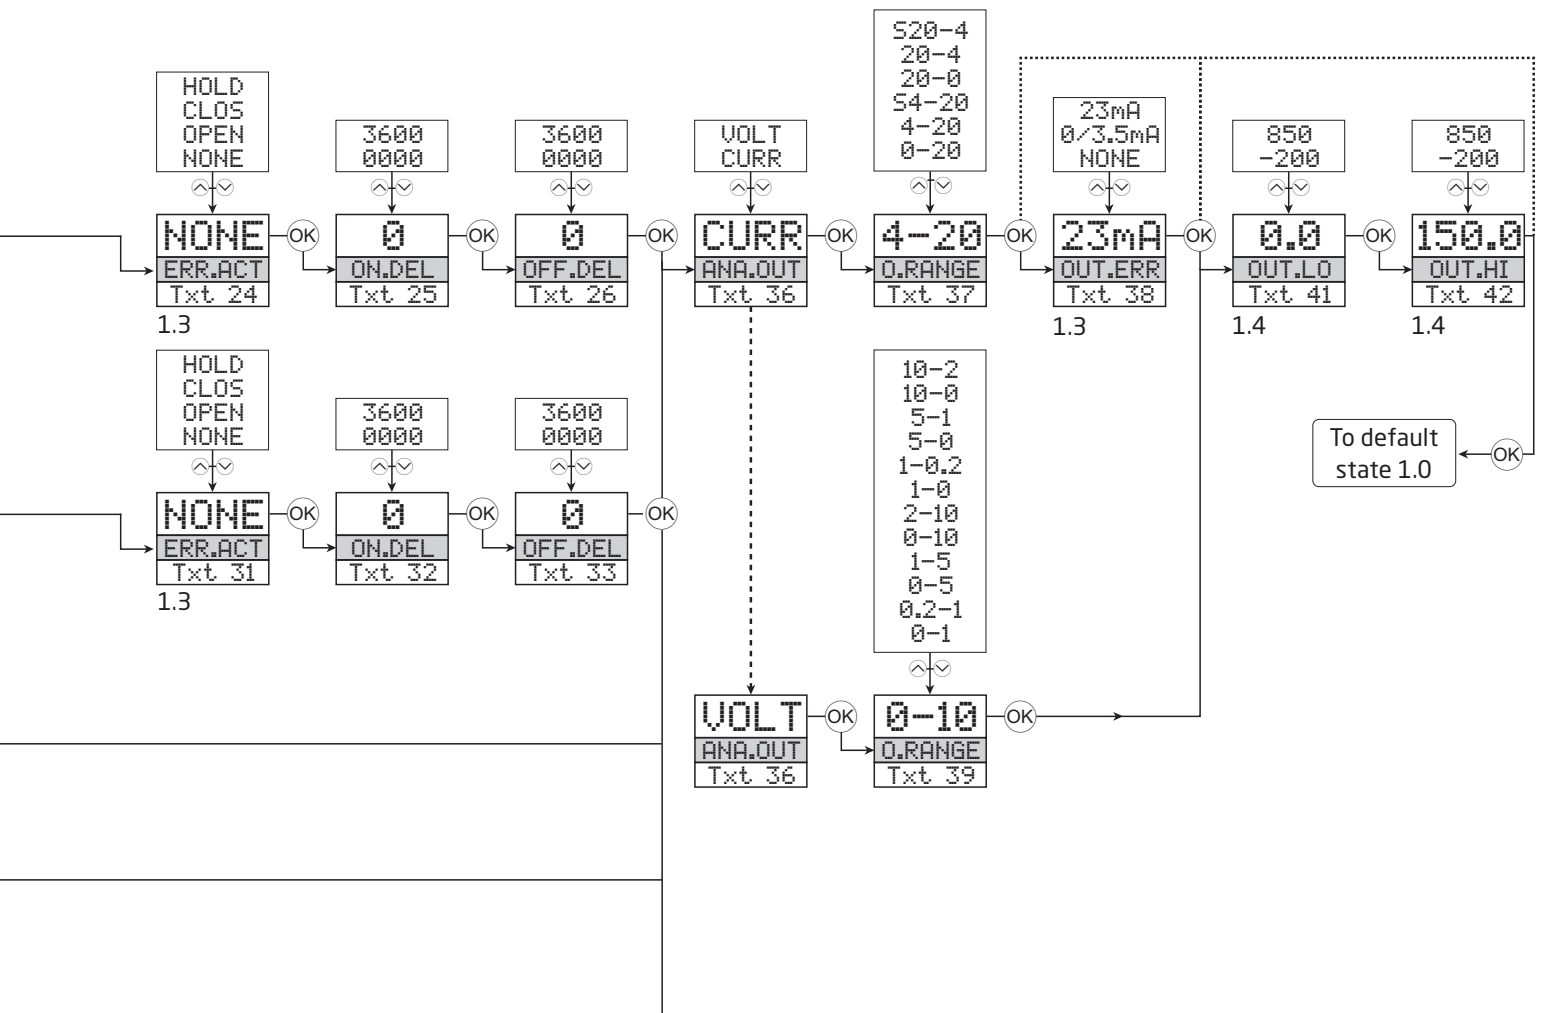 S20-4
20-4
20-0
S4-20
4-20
0-20
HOLD
CLOS
OPEN
NONE
3600
0000
3600
0000
VOLT
CURR
23mA
0/3.5mA
NONE
850
-200
850
-200
NONE
ERR.ACT
Txt 24
1.3
OK
0
ON.DEL
Txt 25
OK
0
OFF.DEL
Txt 26
OK
CURR
ANA.OUT
Txt 36
OK
4-20
O.RANGE
Txt 37
OK
23mA
OUT.ERR
Txt 38
1.3
OK
0.0
OUT.LO
Txt 41
1.4
OK
150.0
OUT.HI
Txt 42
1.4
To default
state 1.0
OK
HOLD
CLOS
OPEN
NONE
3600
0000
3600
0000
NONE
ERR.ACT
Txt 31
1.3
OK
0
ON.DEL
Txt 32
OK
0
OFF.DEL
Txt 33
OK
10-2
10-0
5-1
5-0
1-0.2
1-0
2-10
0-10
1-5
0-5
0.2-1
0-1
VOLT
ANA.OUT
Txt 36
OK
0-10
O.RANGE
Txt 39
OK